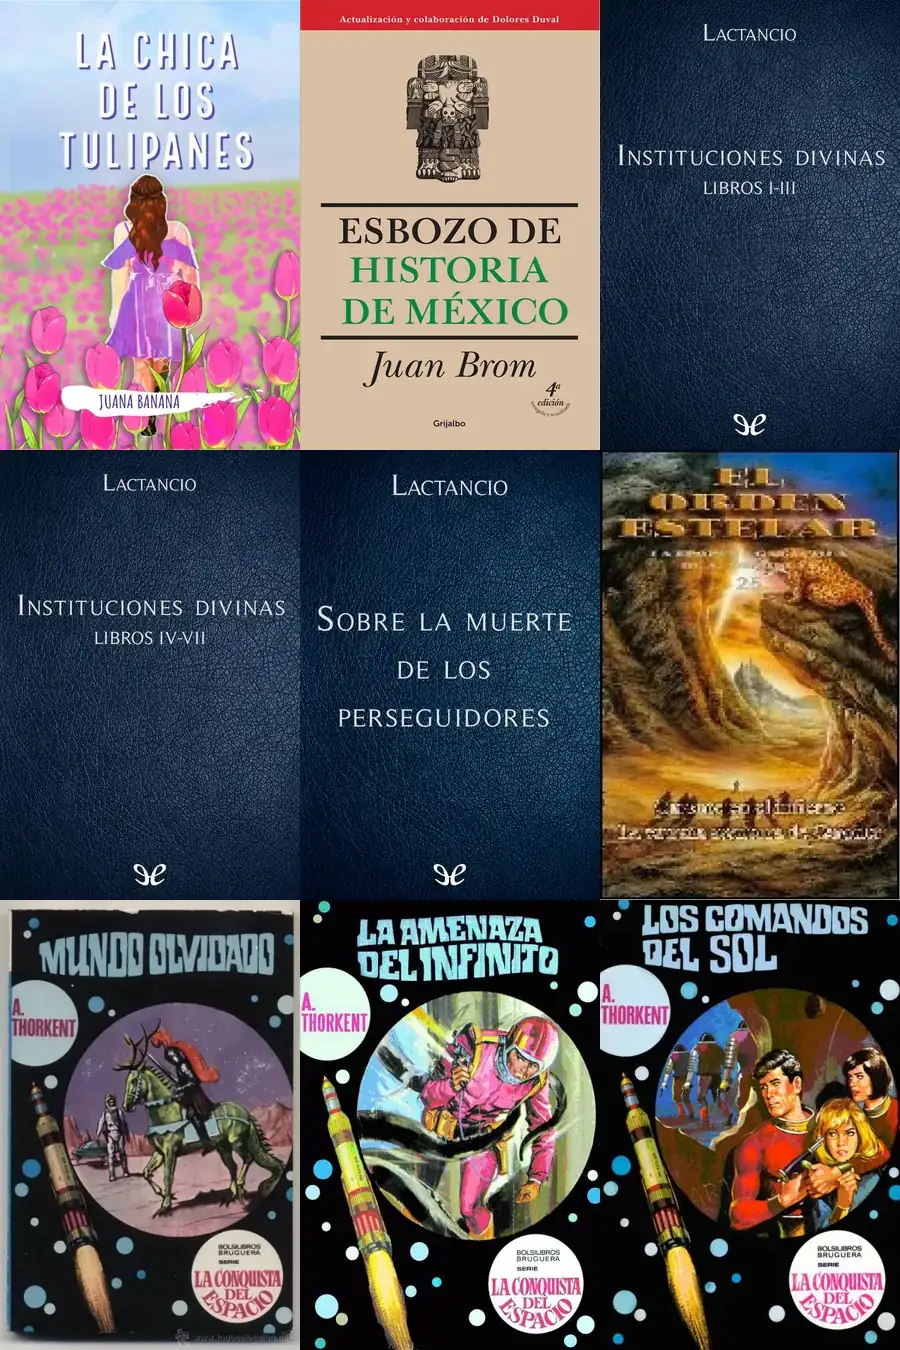 LA CHICA
DE LOS
TULIPANES
JUANA BANANA
Actualización y colaboración de Dolores Duval
ESBOZO DE
HISTORIA
DE MÉXICO
Juan Brom
4ª
edición
Grijalbo
LACTANCIO
INSTITUCIONES DIVINAS
LIBROS I-III
LACTANCIO
INSTITUCIONES DIVINAS
LIBROS IV-VII
LACTANCIO
SOBRE LA MUERTE
DE LOS
PERSEGUIDORES
EL
ORDEN
ESTELAR
25
MUNDO OLVIDADO
A.
THORKENT
BOLSILIBROS
BRUGUERA
SERIE
LA CONQUISTA
DEL
ESPACIO
www.todocoleccion.net
LA AMENAZA
DEL INFINITO
A.
THORKENT
BOLSILIBROS
BRUGUERA
SERIE
LA CONQUISTA
DEL
ESPACIO
LOS COMANDOS
DEL SOL
A.
THORKENT
BOLSILIBROS
BRUGUERA
SERIE
LA CONQUISTA
DEL
ESPACIO